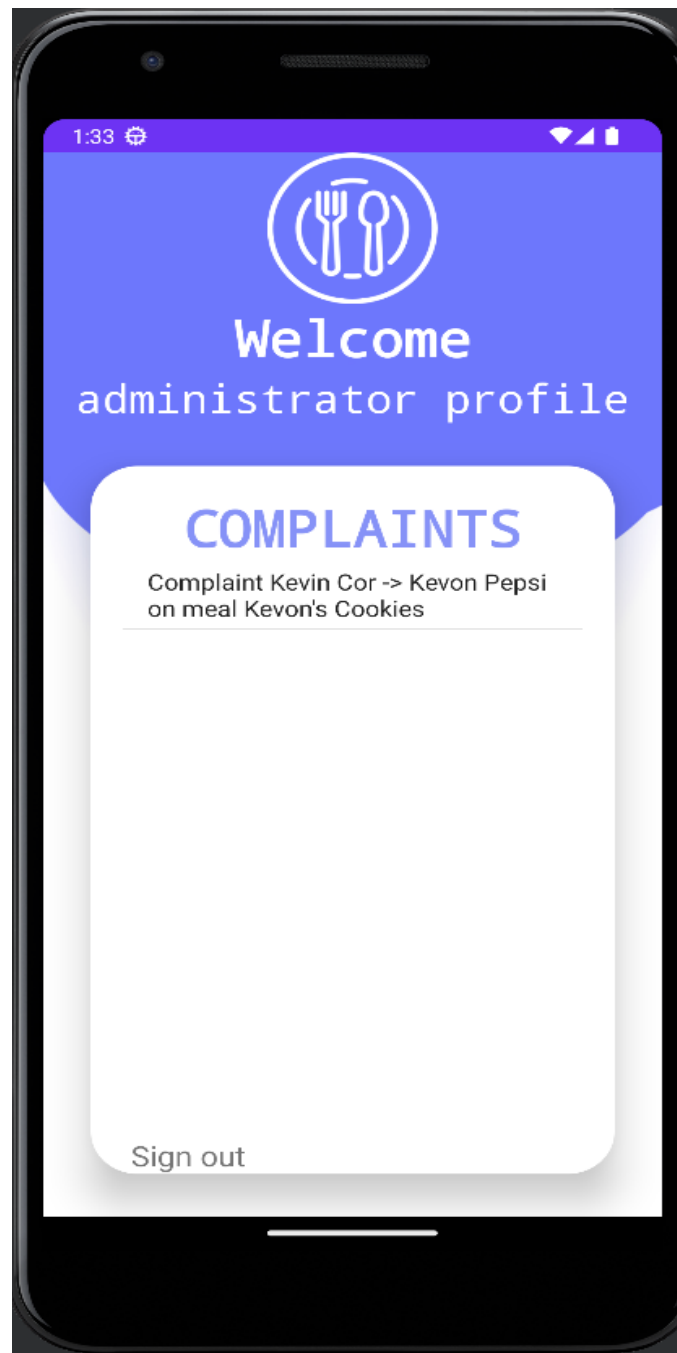 1:33
Welcome
administrator profile
COMPLAINTS
Complaint Kevin Cor -> Kevon Pepsi
on meal Kevon's Cookies
Sign out